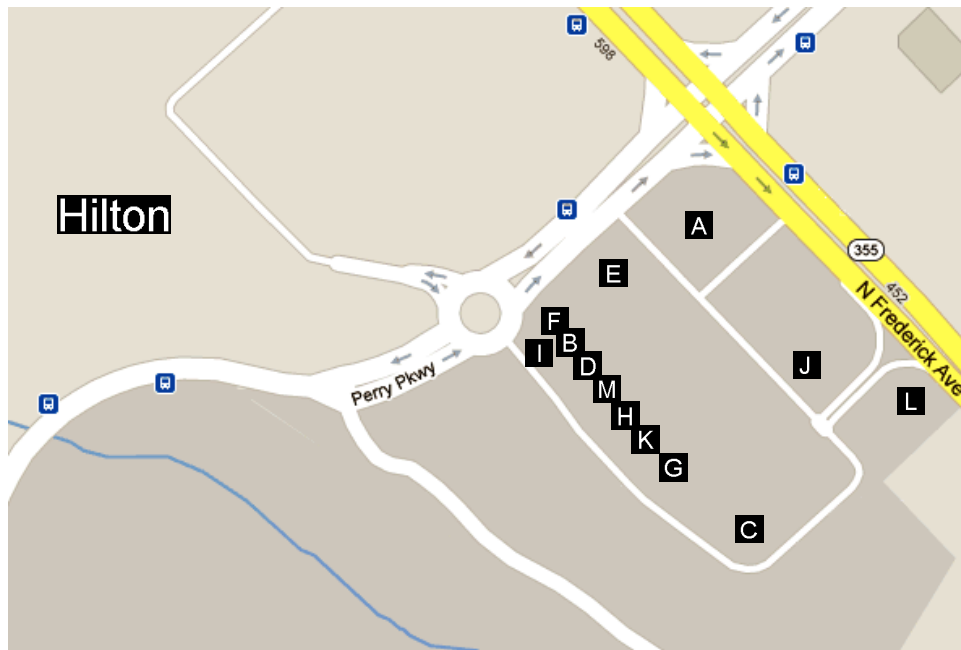 598
Hilton
A
355
E
452
N Frederick Ave
F
B
I
D
J
Perry Pkwy
M
L
H
K
G
C